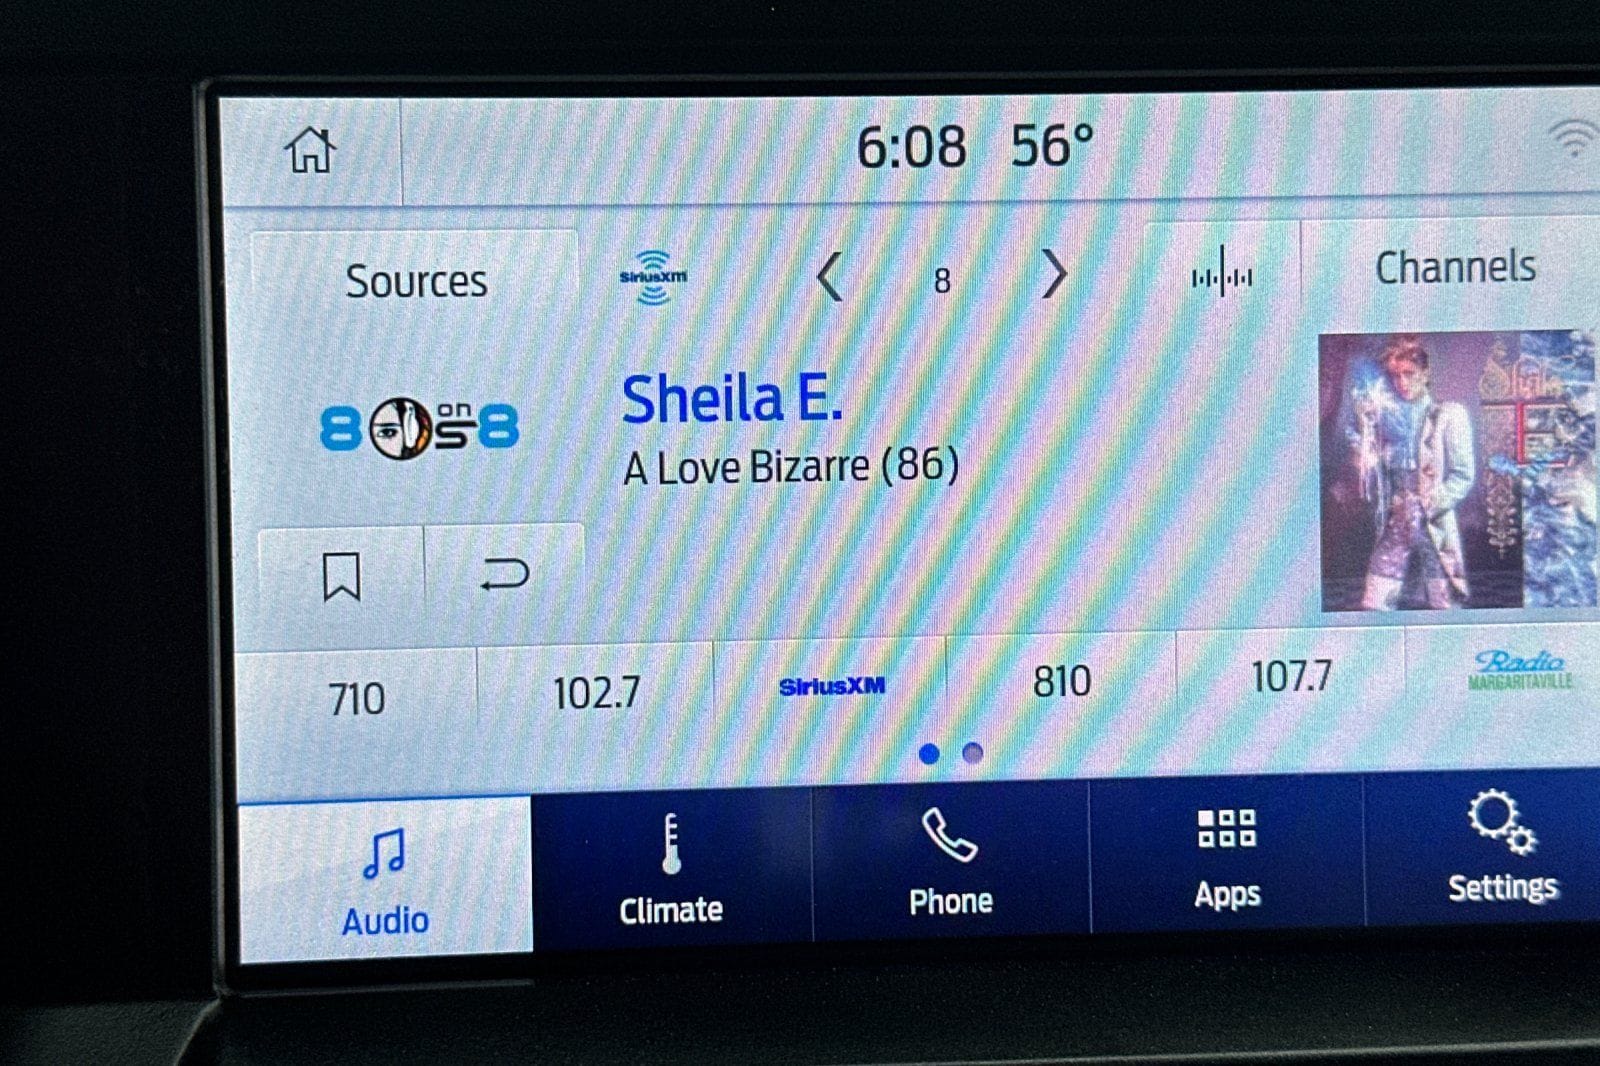 6:08 56°
Sources
SiriusXM
8
Channels
80s on 8
Sheila E.
A Love Bizarre (86)
710
102.7
SiriusXM
810
107.7
Radio
MARGARITAVILLE
Audio
Climate
Phone
Apps
Settings